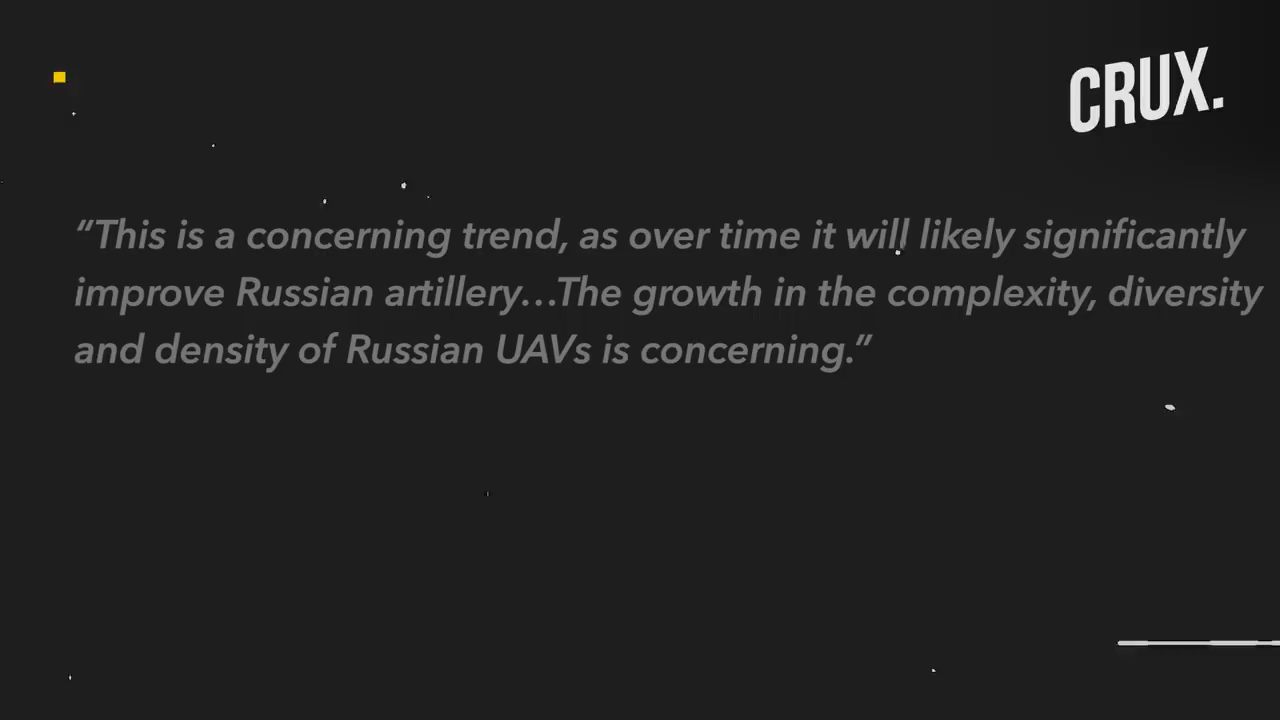 CRUX.
“This is a concerning trend, as over time it will likely significantly
improve Russian artillery...The growth in the complexity, diversity
and density of Russian UAVs is concerning.”